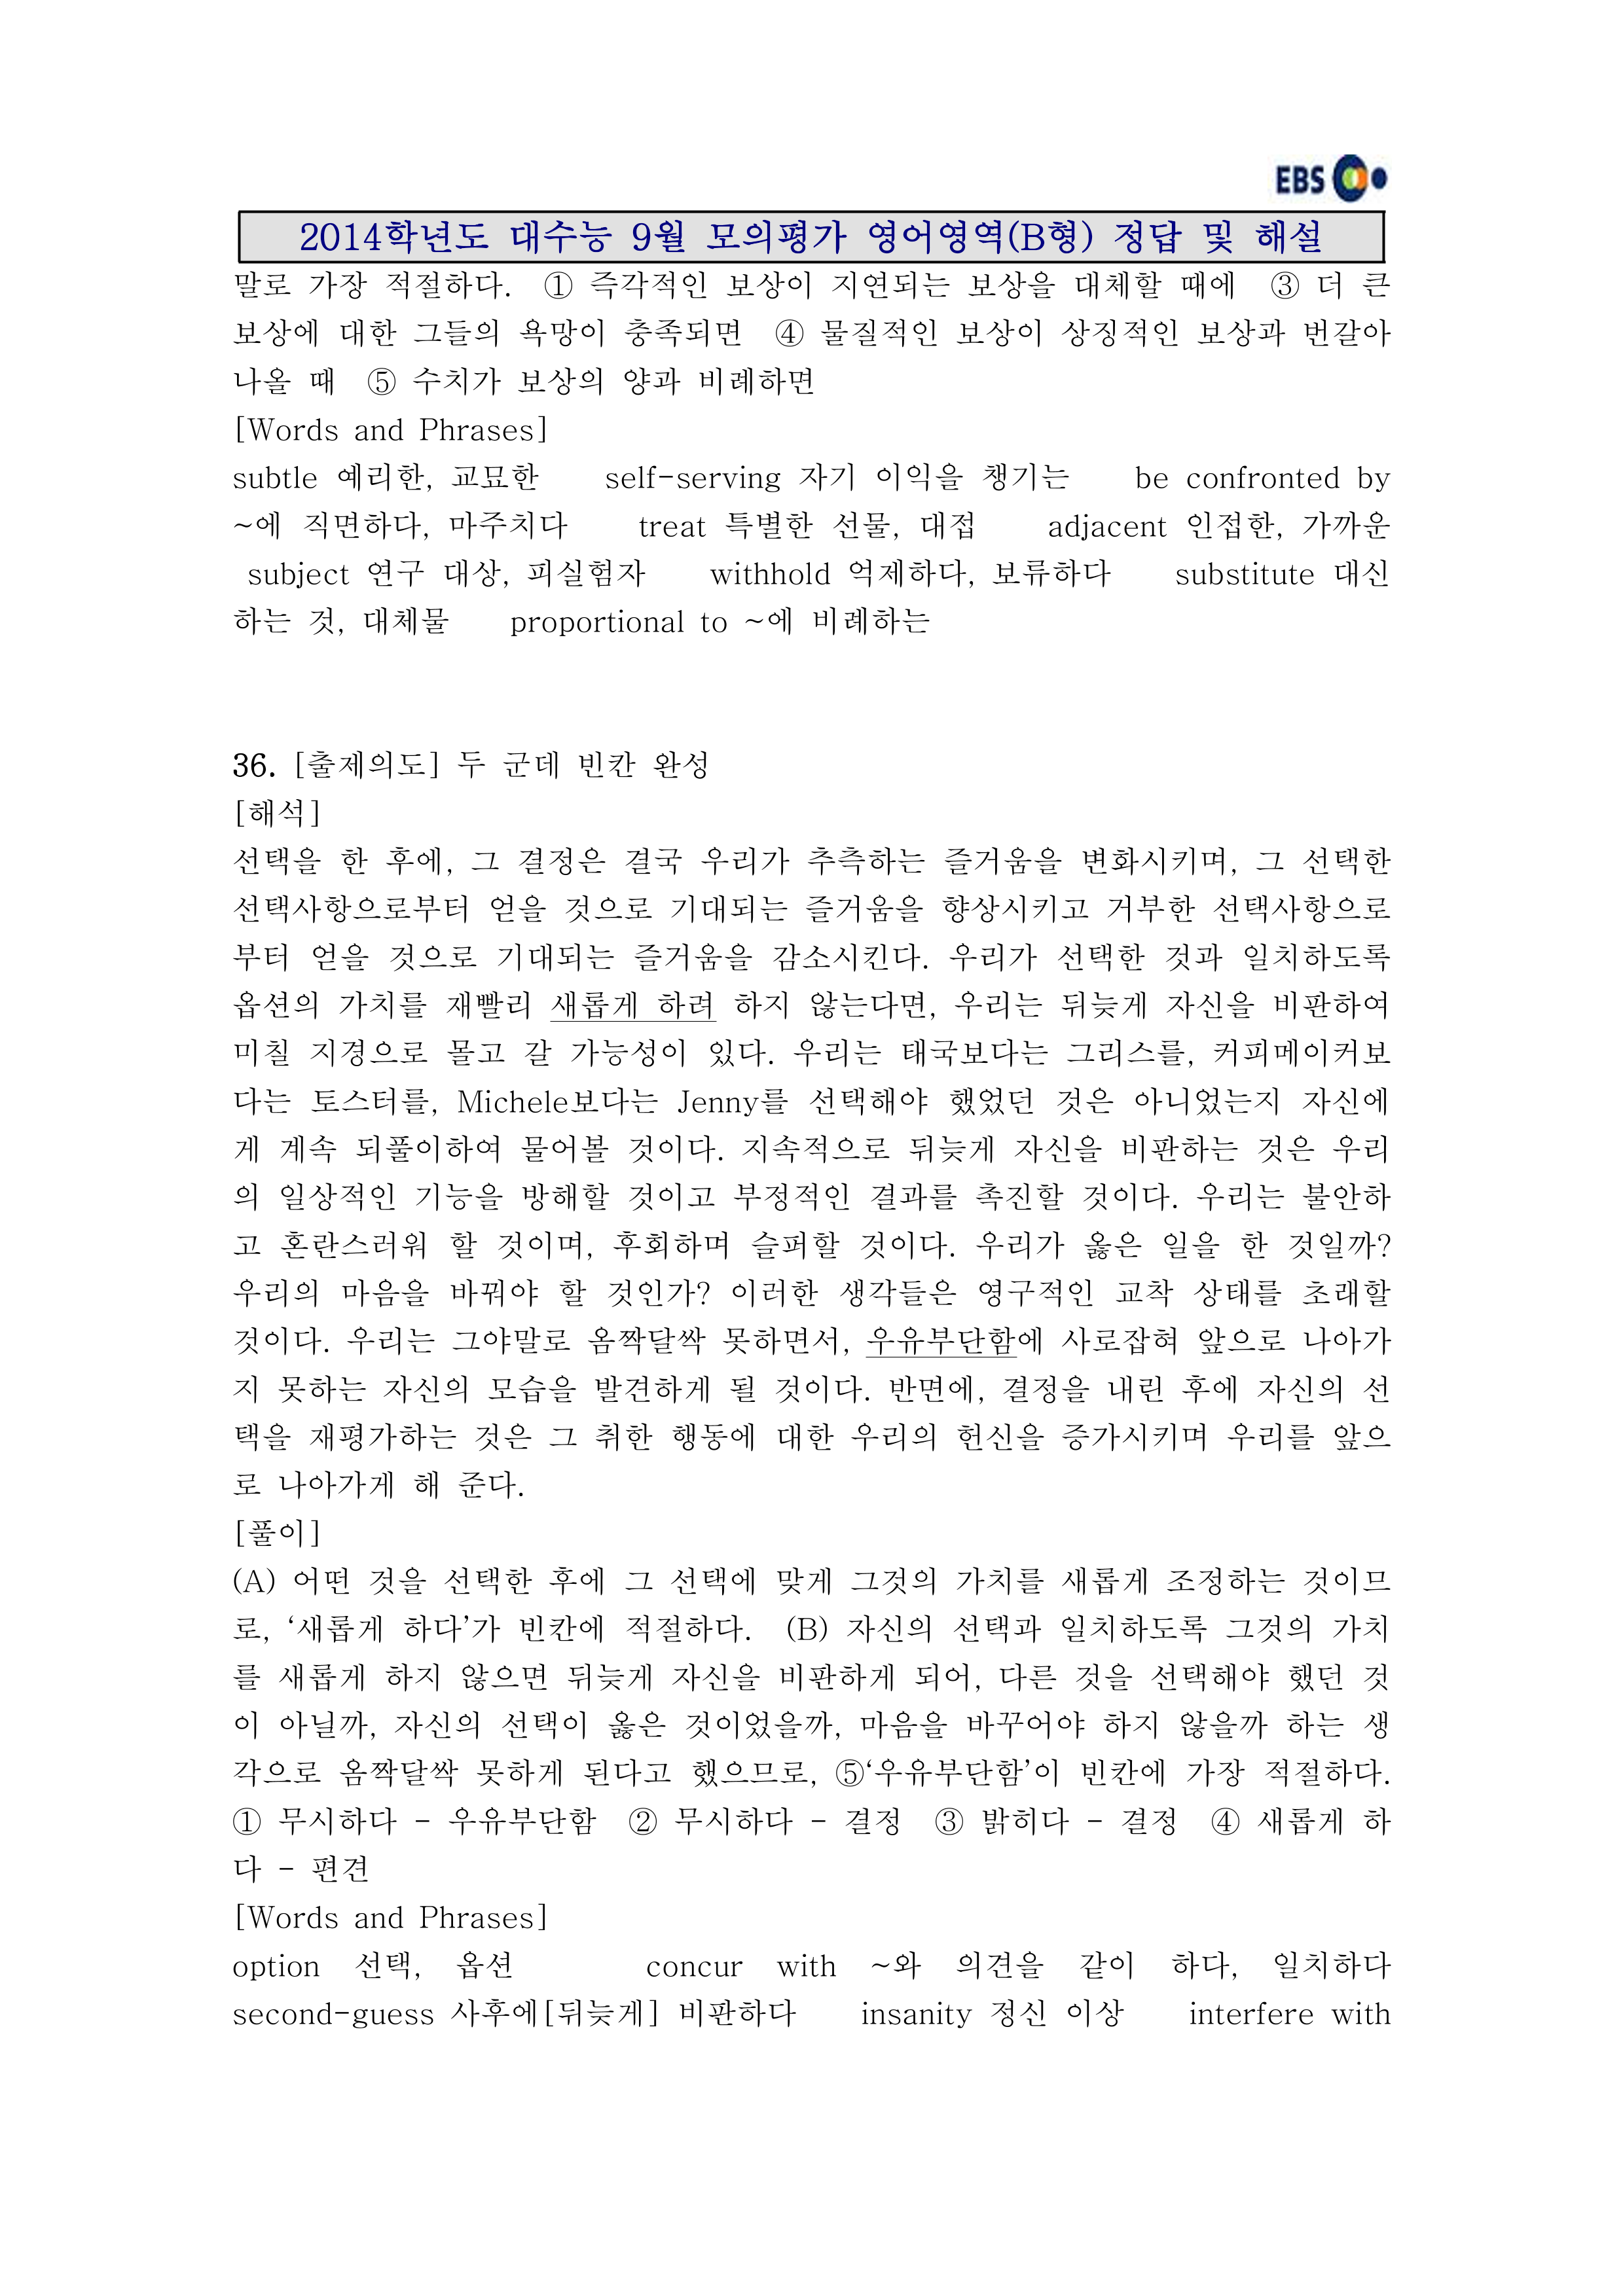 EBS
2014학년도 대수능 9월 모의평가 영어영역(B형) 정답 및 해설
말로 가장 적절하다. ① 즉각적인 보상이 지연되는 보상을 대체할 때에 ③ 더 큰
보상에 대한 그들의 욕망이 충족되면 ④ 물질적인 보상이 상징적인 보상과 번갈아
나올 때 ⑤ 수치가 보상의 양과 비례하면
[Words and Phrases]
subtle 예리한, 교묘한 self-serving 자기 이익을 챙기는 be confronted by
~에 직면하다, 마주치다 treat 특별한 선물, 대접 adjacent 인접한, 가까운
subject 연구 대상, 피실험자 withhold 억제하다, 보류하다 substitute 대신
하는 것, 대체물 proportional to ~에 비례하는
36. [출제의도] 두 군데 빈칸 완성
[해석]
선택을 한 후에, 그 결정은 결국 우리가 추측하는 즐거움을 변화시키며, 그 선택한
선택사항으로부터 얻을 것으로 기대되는 즐거움을 향상시키고 거부한 선택사항으로
부터 얻을 것으로 기대되는 즐거움을 감소시킨다. 우리가 선택한 것과 일치하도록
옵션의 가치를 재빨리 새롭게 하려 하지 않는다면, 우리는 뒤늦게 자신을 비판하여
미칠 지경으로 몰고 갈 가능성이 있다. 우리는 태국보다는 그리스를, 커피메이커보
다는 토스터를, Michele보다는 Jenny를 선택해야 했었던 것은 아니었는지 자신에
게 계속 되풀이하여 물어볼 것이다. 지속적으로 뒤늦게 자신을 비판하는 것은 우리
의 일상적인 기능을 방해할 것이고 부정적인 결과를 촉진할 것이다. 우리는 불안하
고 혼란스러워 할 것이며, 후회하며 슬퍼할 것이다. 우리가 옳은 일을 한 것일까?
우리의 마음을 바꿔야 할 것인가? 이러한 생각들은 영구적인 교착 상태를 초래할
것이다. 우리는 그야말로 옴짝달싹 못하면서, 우유부단함에 사로잡혀 앞으로 나아가
지 못하는 자신의 모습을 발견하게 될 것이다. 반면에, 결정을 내린 후에 자신의 선
택을 재평가하는 것은 그 취한 행동에 대한 우리의 헌신을 증가시키며 우리를 앞으
로 나아가게 해 준다.
[풀이]
(A) 어떤 것을 선택한 후에 그 선택에 맞게 그것의 가치를 새롭게 조정하는 것이므
로, ‘새롭게 하다’가 빈칸에 적절하다. (B) 자신의 선택과 일치하도록 그것의 가치
를 새롭게 하지 않으면 뒤늦게 자신을 비판하게 되어, 다른 것을 선택해야 했던 것
이 아닐까, 자신의 선택이 옳은 것이었을까, 마음을 바꾸어야 하지 않을까 하는 생
각으로 옴짝달싹 못하게 된다고 했으므로, ⑤‘우유부단함’이 빈칸에 가장 적절하다.
① 무시하다 - 우유부단함 ② 무시하다 - 결정 ③ 밝히다 - 결정 ④ 새롭게 하
다 - 편견
[Words and Phrases]
option 선택, 옵션 concur with ~와 의견을 같이 하다, 일치하다
second-guess 사후에[뒤늦게] 비판하다 insanity 정신 이상 interfere with